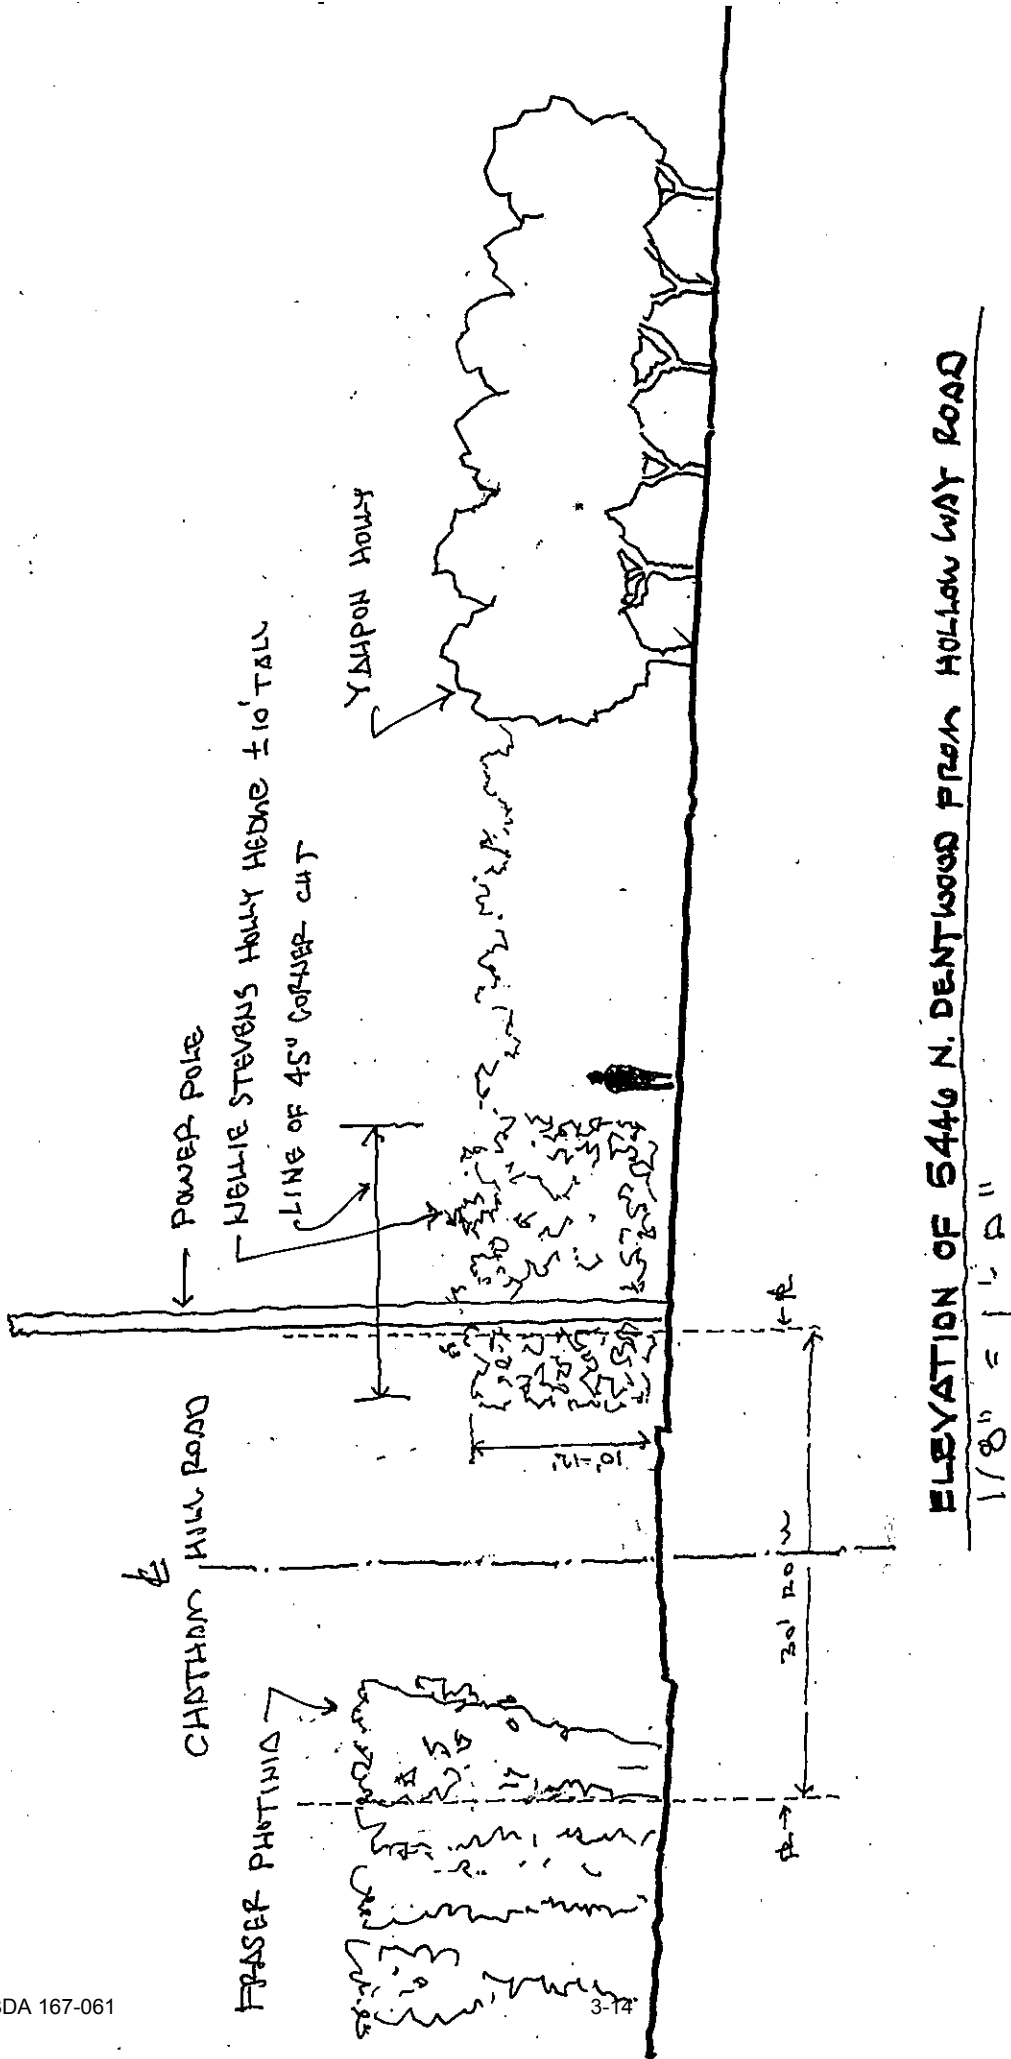 POWER POLE
NELLIE STEVENS HOLLY HEDGE ±10' TALL
LINE OF 45° CORNER CUT
YAUPON HOLLY
℄
CHATHAM HILL ROAD
FRASER PHOTINIA
10'-12'
30' ROW
ELEVATION OF 5446 N. DENTWOOD FROM HOLLOW WAY ROAD
1/8" = 1'-0"
BDA 167-061
3-14